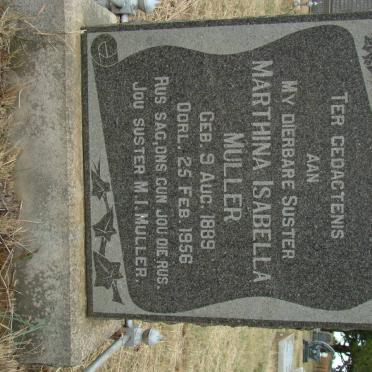 TER GEDAGTENIS
AAN
MY DIERBARE SUSTER
MARTHINA ISABELLA
MULLER
GEB. 9 AUG. 1889
OORL. 25 FEB. 1956
RUS SAG, ONS GUN JOU DIE RUS.
JOU SUSTER M.J. MULLER.